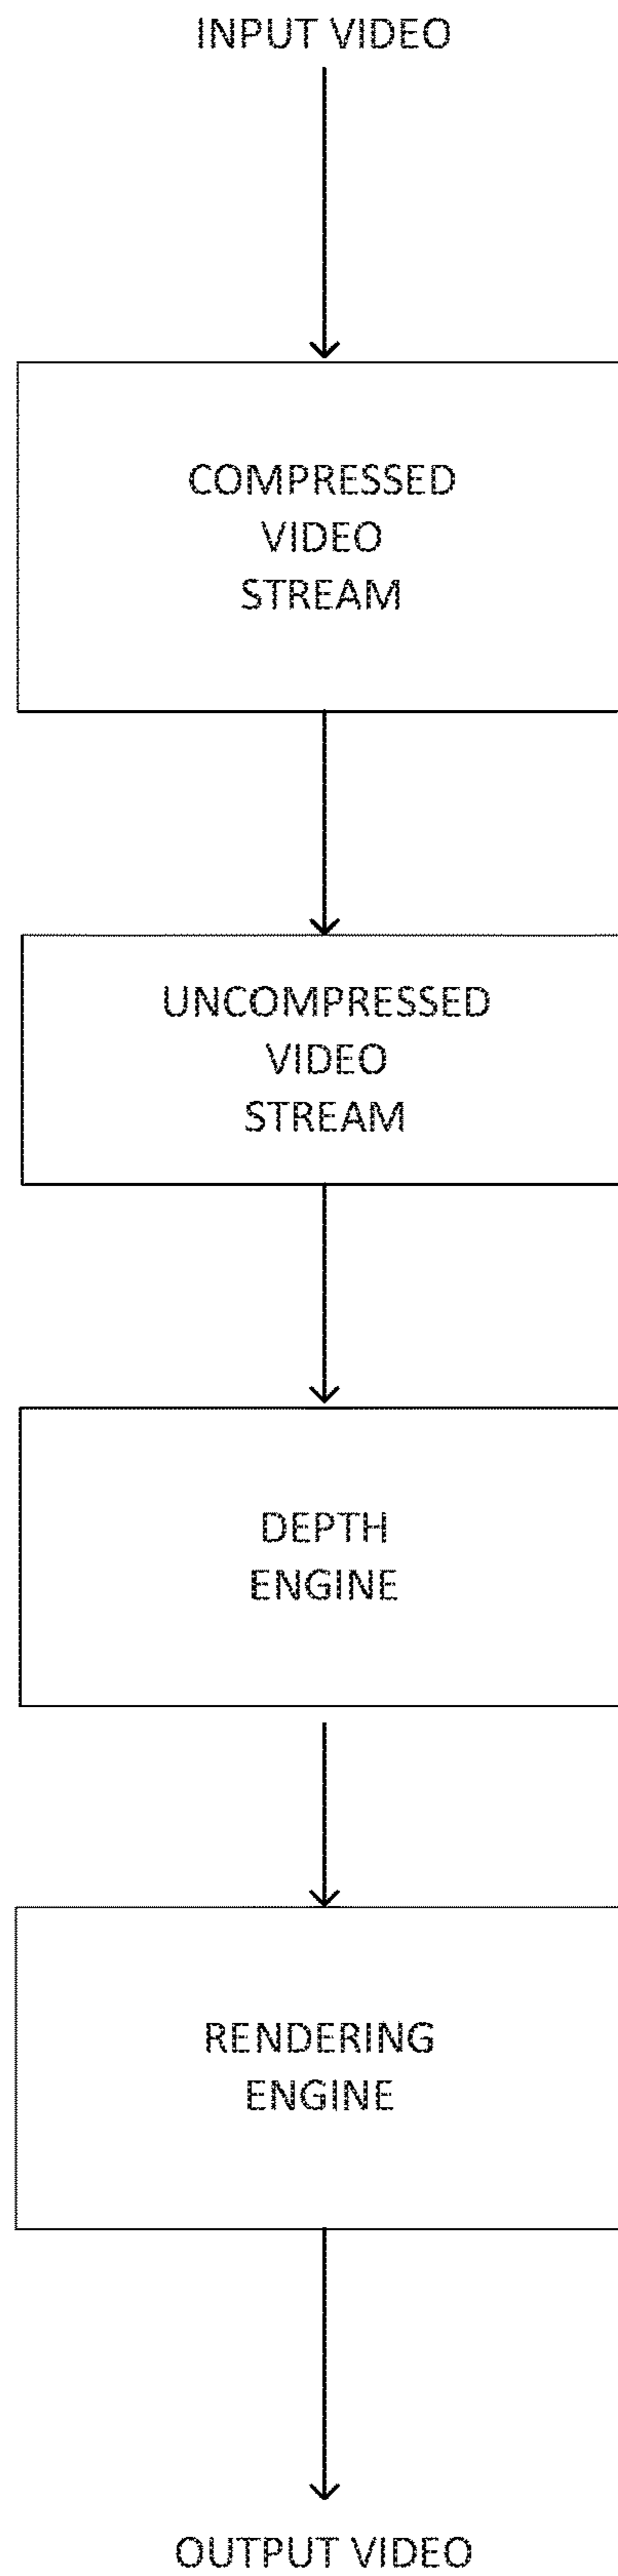 INPUT VIDEO
COMPRESSED
VIDEO
STREAM
UNCOMPRESSED
VIDEO
STREAM
DEPTH
ENGINE
RENDERING
ENGINE
OUTPUT VIDEO